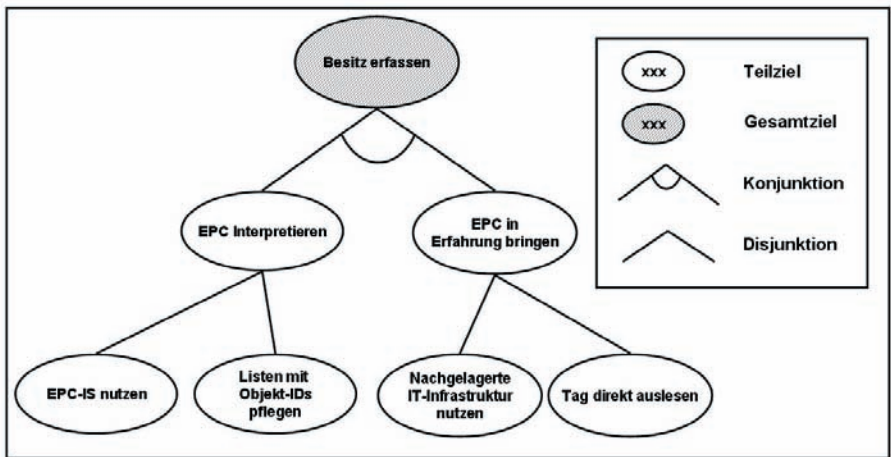 Besitz erfassen
xxx
Teilziel
xxx
Gesamtziel
Konjunktion
Disjunktion
EPC Interpretieren
EPC in
Erfahrung bringen
EPC-IS nutzen
Listen mit
Objekt-IDs
pflegen
Nachgelagerte
IT-Infrastruktur
nutzen
Tag direkt auslesen